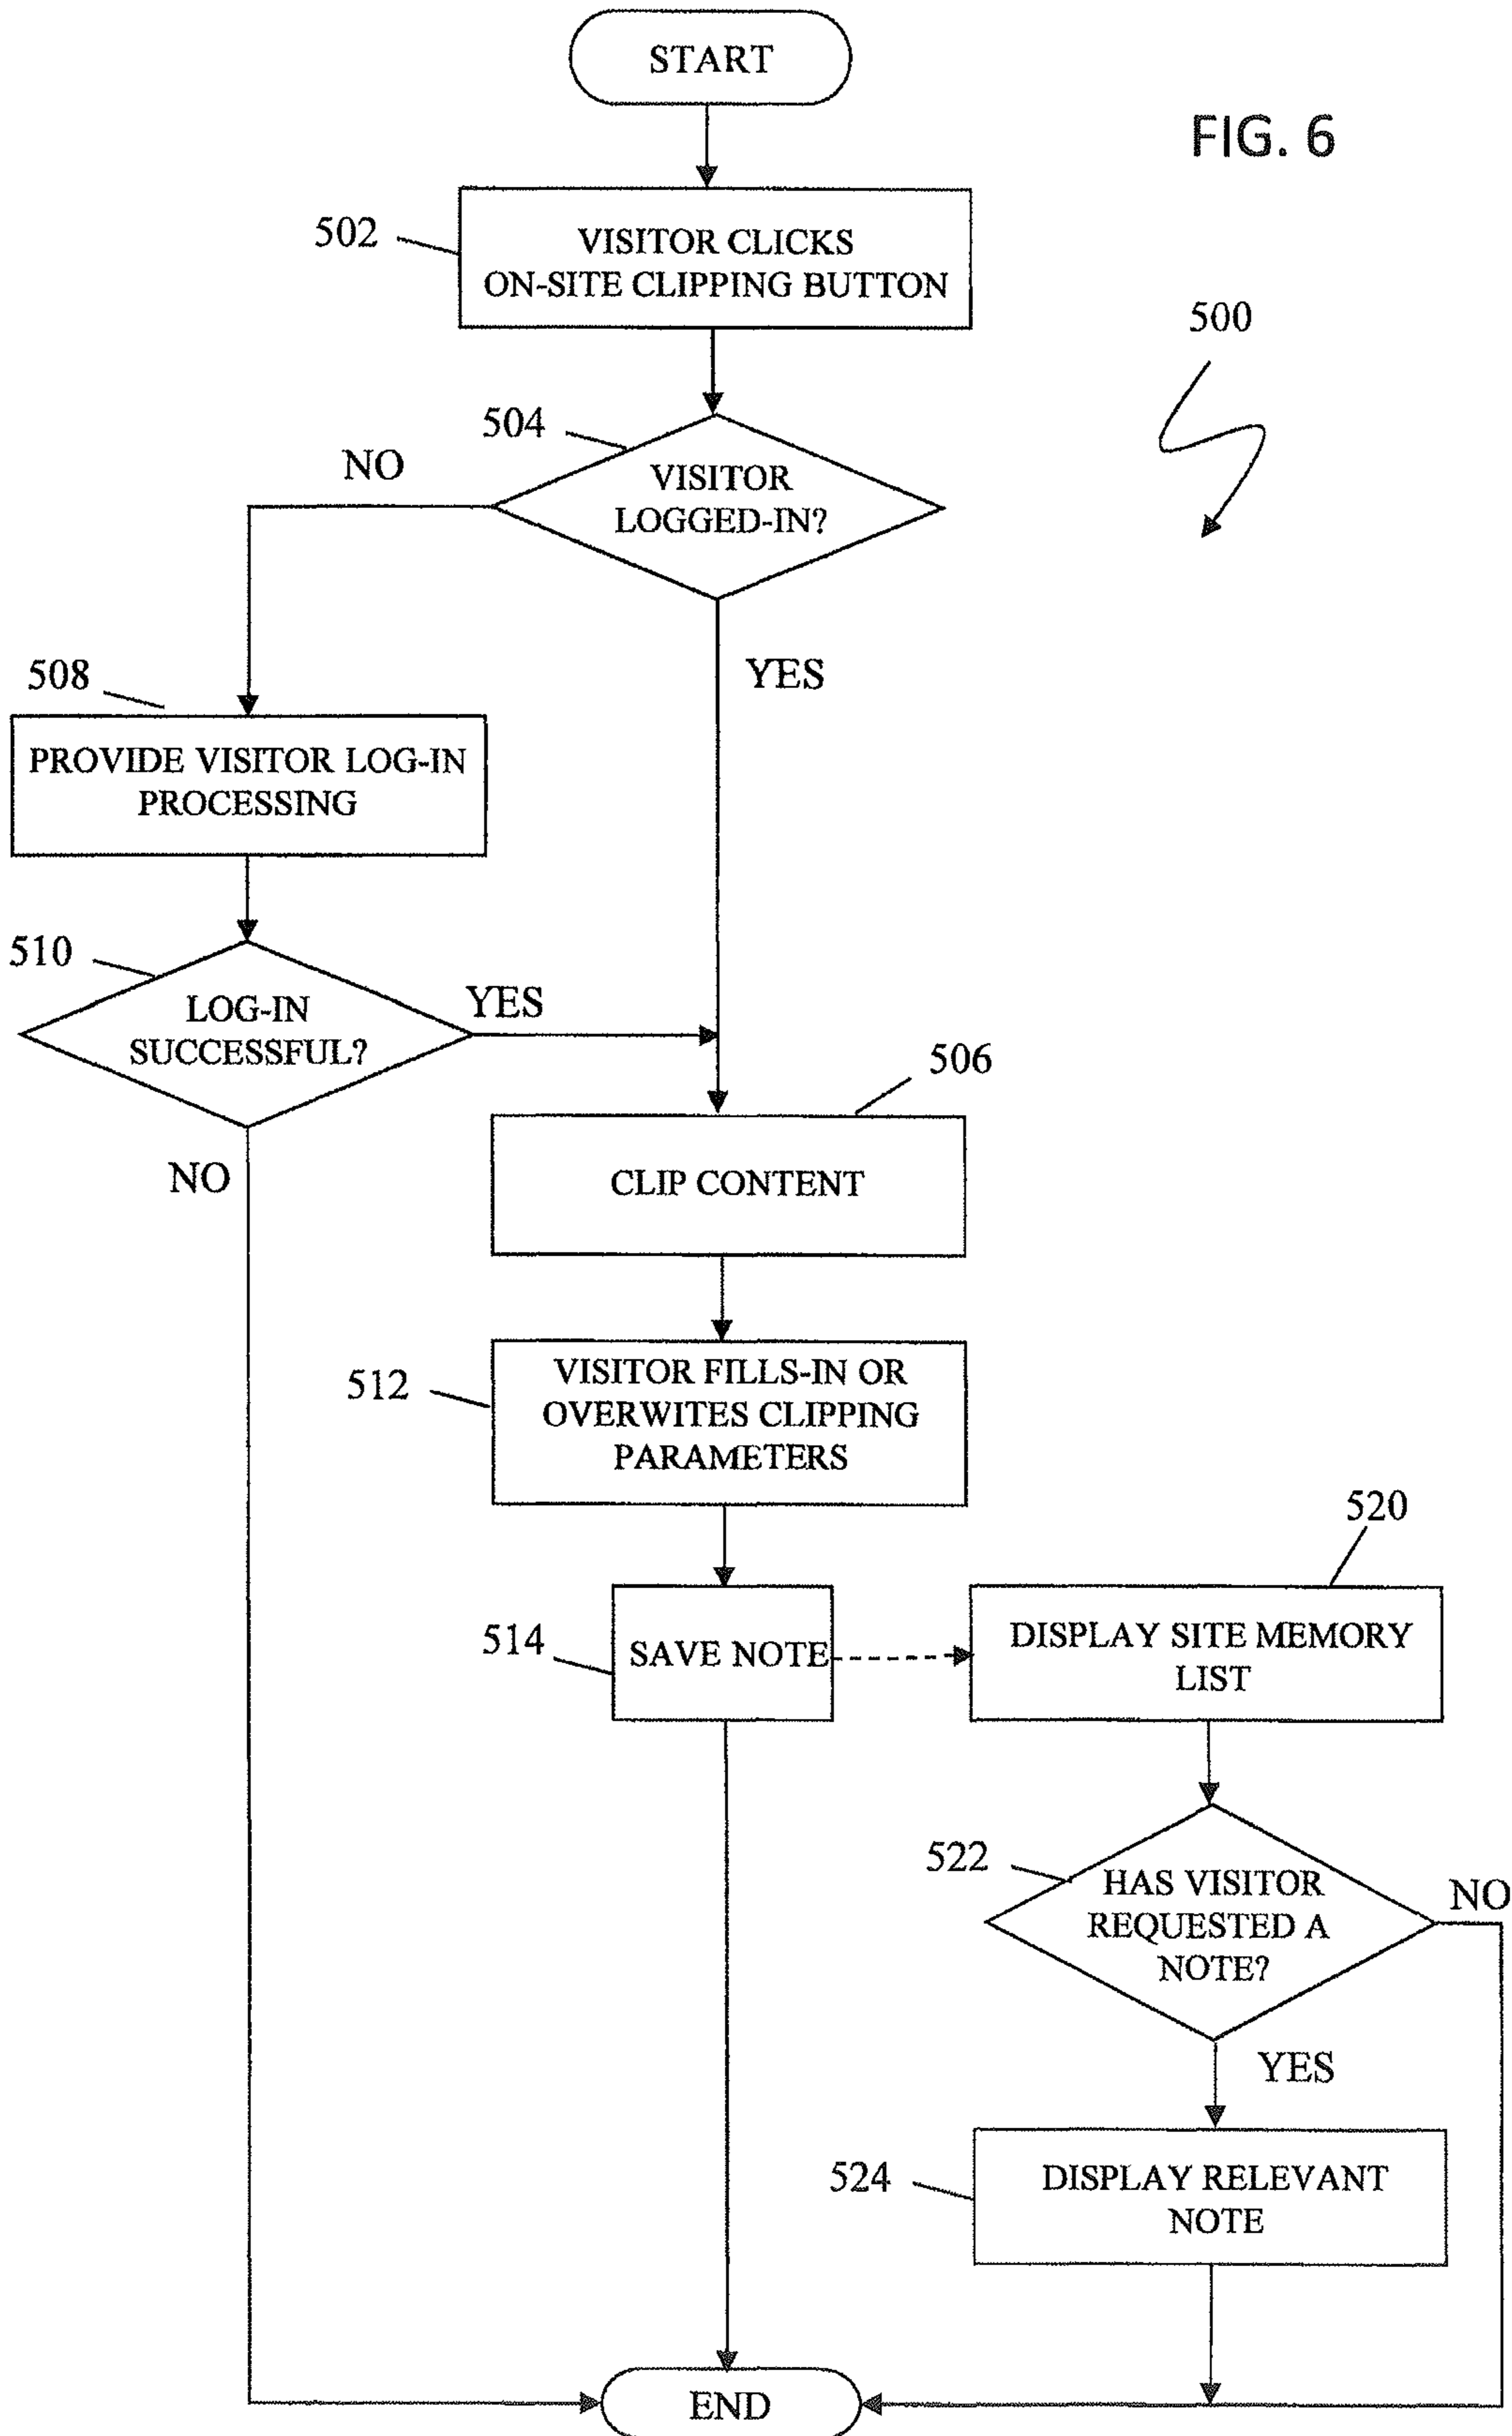 START
FIG. 6
502
VISITOR CLICKS
ON-SITE CLIPPING BUTTON
500
504
NO
VISITOR
LOGGED-IN?
YES
508
PROVIDE VISITOR LOG-IN
PROCESSING
510
LOG-IN
SUCCESSFUL?
YES
506
NO
CLIP CONTENT
512
VISITOR FILLS-IN OR
OVERWITES CLIPPING
PARAMETERS
520
514
SAVE NOTE
DISPLAY SITE MEMORY
LIST
522
HAS VISITOR
REQUESTED A
NOTE?
NO
YES
524
DISPLAY RELEVANT
NOTE
END